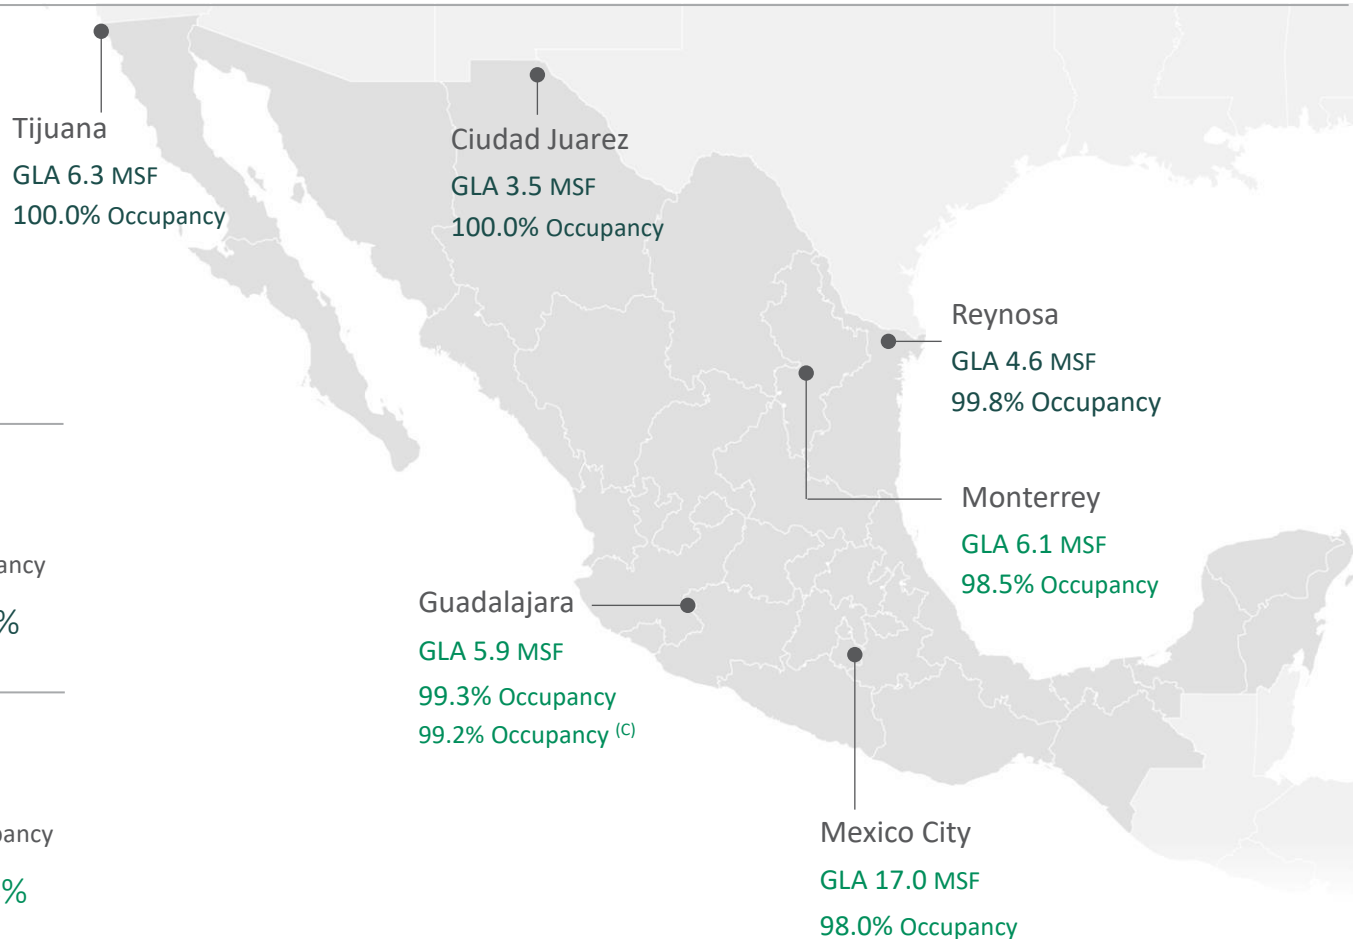 Tijuana
GLA 6.3 MSF
100.0% Occupancy
Ciudad Juarez
GLA 3.5 MSF
100.0% Occupancy
Reynosa
GLA 4.6 MSF
99.8% Occupancy
Monterrey
GLA 6.1 MSF
98.5% Occupancy
ancy
%
Guadalajara
GLA 5.9 MSF
99.3% Occupancy
99.2% Occupancy (C)
pancy
%
Mexico City
GLA 17.0 MSF
98.0% Occupancy